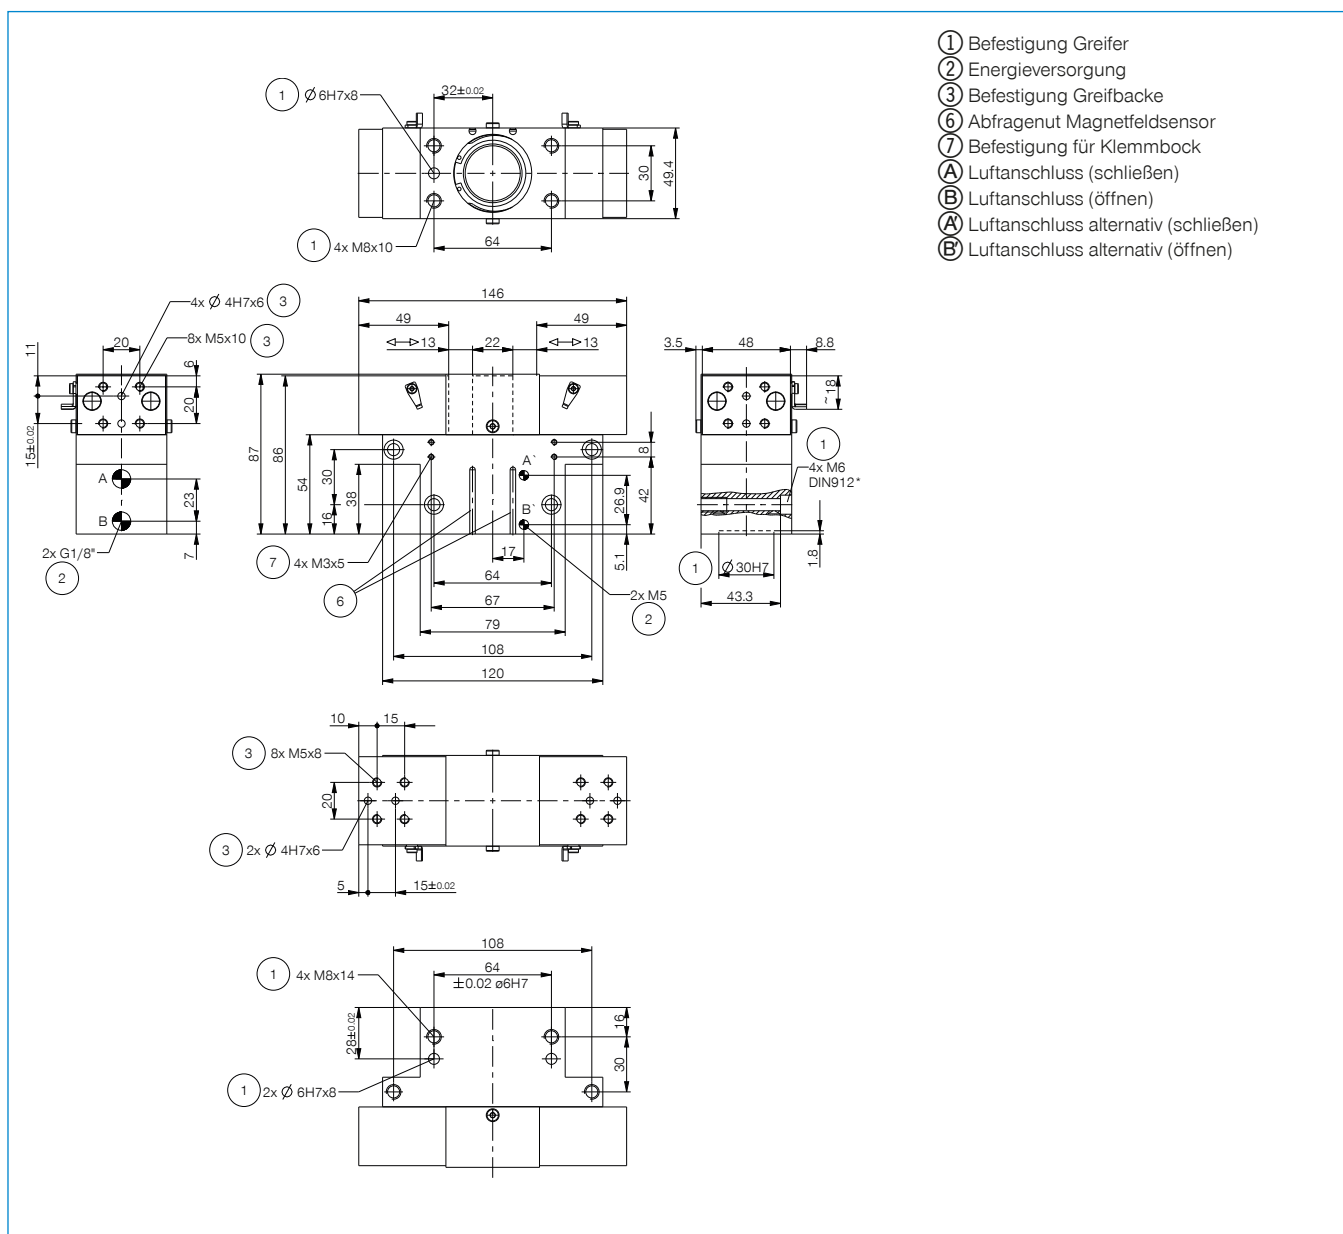 ① Befestigung Greifer
② Energieversorgung
③ Befestigung Greifbacke
⑥ Abfragenut Magnetfeldsensor
⑦ Befestigung für Klemmbock
Ⓐ Luftanschluss (schließen)
Ⓑ Luftanschluss (öffnen)
A' Luftanschluss alternativ (schließen)
B' Luftanschluss alternativ (öffnen)
1 Ø 6H7x8
32±0.02
30
49.4
64
1 4x M8x10
4x Ø 4H7x6 3
8x M5x10 3
20
11
15±0.02
6
20
A
B
23
7
2x G1/8"
2
146
49
49
13
22
13
87
86
54
30
38
16
A`
B`
8
42
26.9
5.1
17
7 4x M3x5
6
64
67
79
108
120
2x M5
2
3.5
48
8.8
~18
1
4x M6
DIN912*
1.8
1 Ø 30H7
43.3
10
15
3 8x M5x8
20
3 2x Ø 4H7x6
5
15±0.02
108
64
±0.02 ø6H7
1 4x M8x14
28±0.02
16
30
1 2x Ø 6H7x8